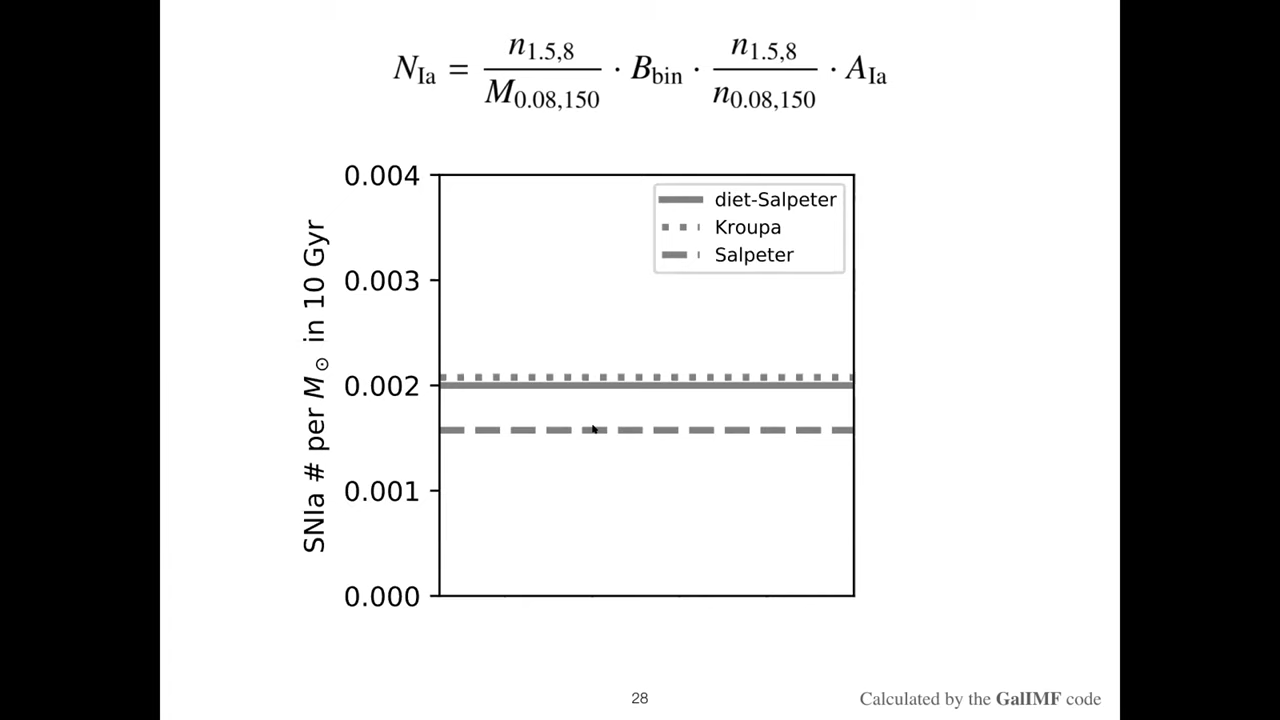 N_Ia = n_1.5,8 / M_0.08,150 · B_bin · n_1.5,8 / n_0.08,150 · A_Ia
0.004
0.003
0.002
0.001
0.000
SNIa # per M⊙ in 10 Gyr
diet-Salpeter
Kroupa
Salpeter
28
Calculated by the GalIMF code